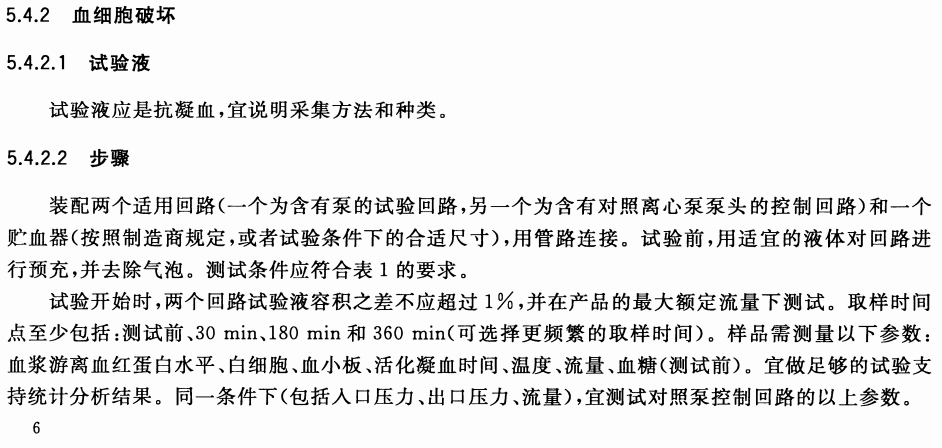 5.4.2 血细胞破坏
5.4.2.1 试验液
试验液应是抗凝血,宜说明采集方法和种类。
5.4.2.2 步骤
装配两个适用回路(一个为含有泵的试验回路,另一个为含有对照离心泵泵头的控制回路)和一个
贮血器(按照制造商规定,或者试验条件下的合适尺寸),用管路连接。试验前,用适宜的液体对回路进
行预充,并去除气泡。测试条件应符合表 1 的要求。
试验开始时,两个回路试验液容积之差不应超过 1%,并在产品的最大额定流量下测试。取样时间
点至少包括:测试前、30 min、180 min 和 360 min(可选择更频繁的取样时间)。样品需测量以下参数:
血浆游离血红蛋白水平、白细胞、血小板、活化凝血时间、温度、流量、血糖(测试前)。宜做足够的试验支
持统计分析结果。同一条件下(包括入口压力、出口压力、流量),宜测试对照泵控制回路的以上参数。
6